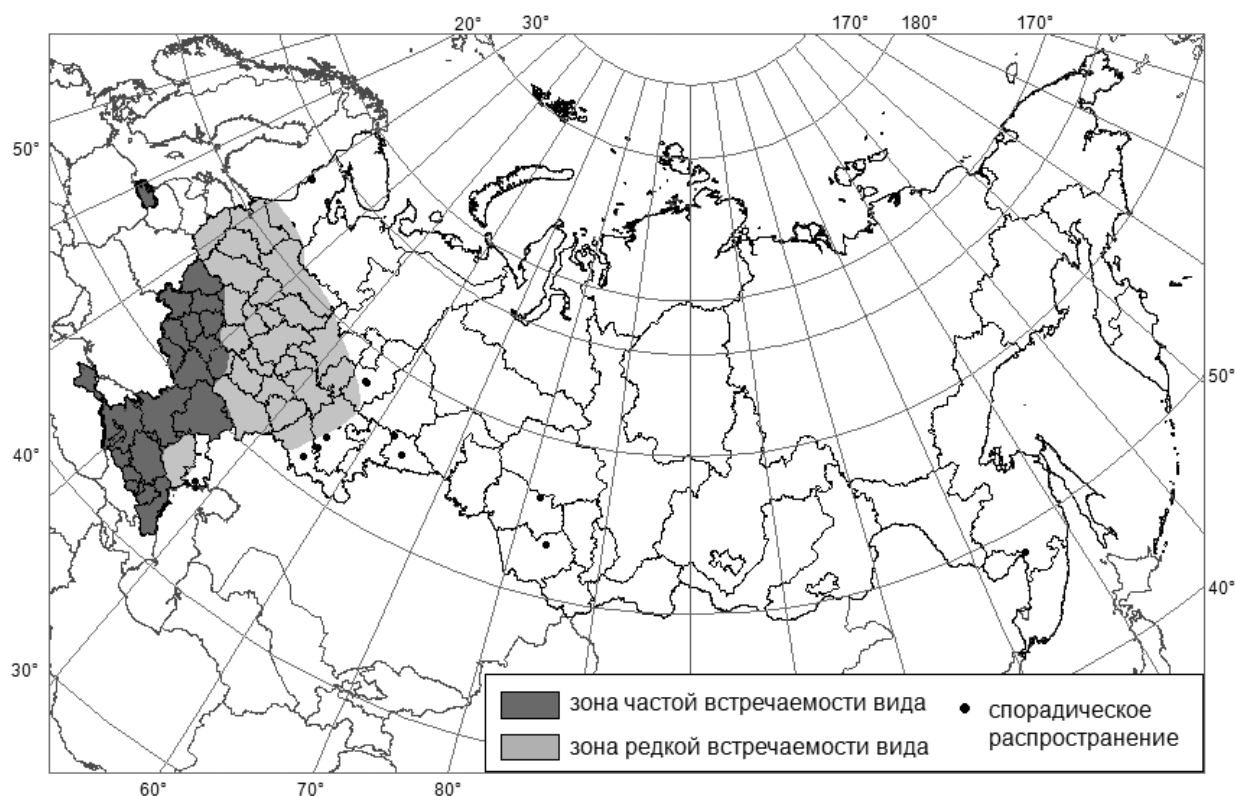 20° 30° 170° 180° 170°
50°
50°
40°
40°
30°
60° 70° 80°
зона частой встречаемости вида
зона редкой встречаемости вида
спорадическое
распространение